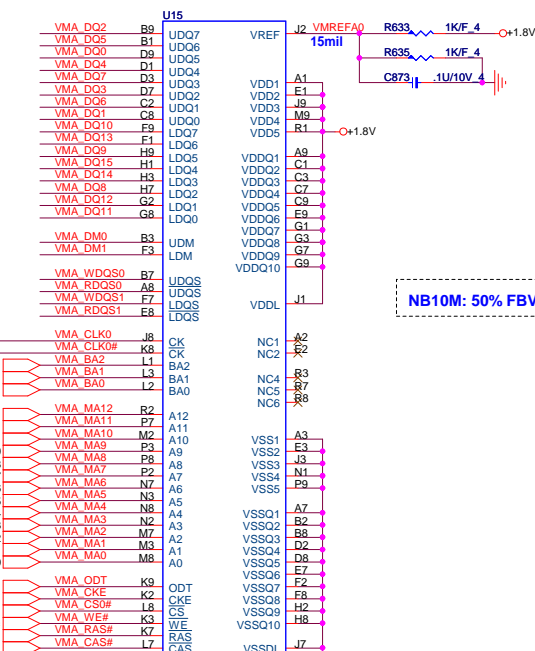 U15
VMA_DQ2 B9 UDQ7 VREF J2 VMREFA0 R633 1K/F_4 +1.8V
VMA_DQ5 B1 UDQ6 15mil
VMA_DQ0 D9 UDQ5 R635 1K/F_4
VMA_DQ4 D1 UDQ4
VMA_DQ7 D3 UDQ3 VDD1 A1 C873 .1U/10V_4
VMA_DQ3 D7 UDQ2 VDD2 E1
VMA_DQ6 C2 UDQ1 VDD3 J9
VMA_DQ1 C8 UDQ0 VDD4 M9
VMA_DQ10 F9 LDQ7 VDD5 R1 +1.8V
VMA_DQ13 F1 LDQ6
VMA_DQ9 H9 LDQ5 VDDQ1 A9
VMA_DQ15 H1 LDQ4 VDDQ2 C1
VMA_DQ14 H3 LDQ3 VDDQ3 C3
VMA_DQ8 H7 LDQ2 VDDQ4 C7
VMA_DQ12 G2 LDQ1 VDDQ5 C9
VMA_DQ11 G8 LDQ0 VDDQ6 E9
VDDQ7 G1
VMA_DM0 B3 UDM VDDQ8 G3
VMA_DM1 F3 LDM VDDQ9 G7
VDDQ10 G9
VMA_WDQS0 B7 UDQS
VMA_RDQS0 A8 UDQS
VMA_WDQS1 F7 LDQS VDDL J1 NB10M: 50% FBV
VMA_RDQS1 E8 LDQS
VMA_CLK0 J8 CK NC1 A2
VMA_CLK0# K8 CK NC2 E2
VMA_BA2 L1 BA2
VMA_BA1 L3 BA1 NC4 R3
VMA_BA0 L2 BA0 NC5 R7
NC6 R8
VMA_MA12 R2 A12
VMA_MA11 P7 A11
VMA_MA10 M2 A10 VSS1 A3
VMA_MA9 P3 A9 VSS2 E3
VMA_MA8 P8 A8 VSS3 J3
VMA_MA7 P2 A7 VSS4 N1
VMA_MA6 N7 A6 VSS5 P9
VMA_MA5 N3 A5
VMA_MA4 N8 A4 VSSQ1 A7
VMA_MA3 N2 A3 VSSQ2 B2
VMA_MA2 M7 A2 VSSQ3 B8
VMA_MA1 M3 A1 VSSQ4 D2
VMA_MA0 M8 A0 VSSQ5 D8
VSSQ6 E7
VMA_ODT K9 ODT VSSQ7 F2
VMA_CKE K2 CKE VSSQ8 F8
VMA_CS0# L8 CS VSSQ9 H2
VMA_WE# K3 WE VSSQ10 H8
VMA_RAS# K7 RAS
VMA_CAS# L7 CAS VSSDL J7